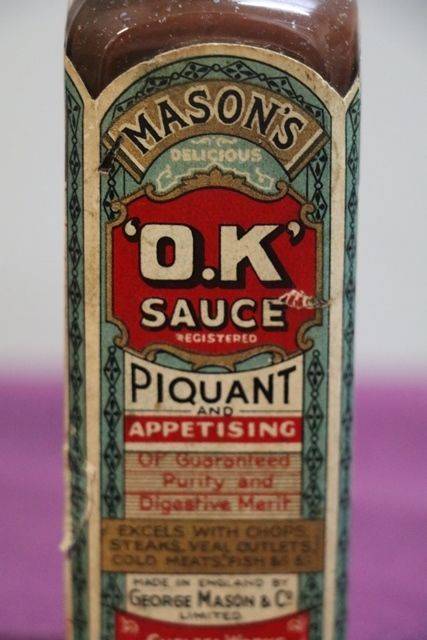 MASON'S
DELICIOUS
'O.K'
SAUCE
REGISTERED
PIQUANT
AND
APPETISING
Of Guaranteed
Purity and
Digestive Merit
EXCELS WITH CHOPS,
STEAKS, VEAL CUTLETS,
COLD MEATS, FISH &c &c
MADE IN ENGLAND BY
GEORGE MASON & Co
LIMITED